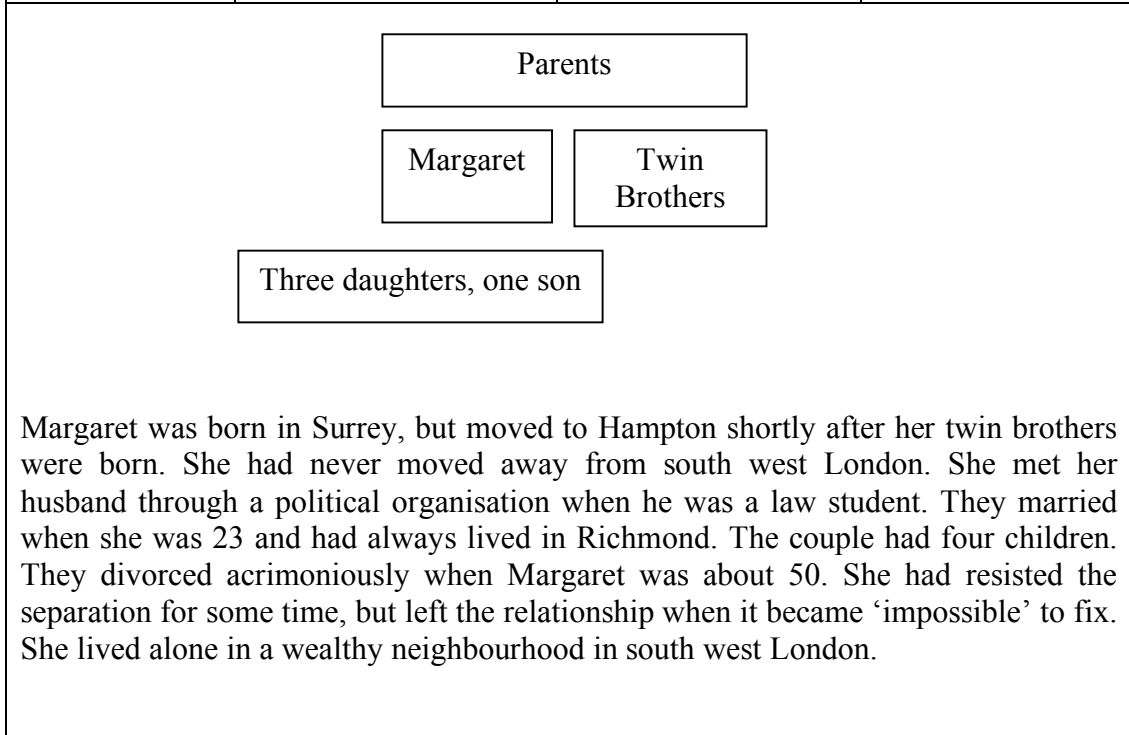 Parents
Margaret
Twin
Brothers
Three daughters, one son
Margaret was born in Surrey, but moved to Hampton shortly after her twin brothers
were born. She had never moved away from south west London. She met her
husband through a political organisation when he was a law student. They married
when she was 23 and had always lived in Richmond. The couple had four children.
They divorced acrimoniously when Margaret was about 50. She had resisted the
separation for some time, but left the relationship when it became ‘impossible’ to fix.
She lived alone in a wealthy neighbourhood in south west London.